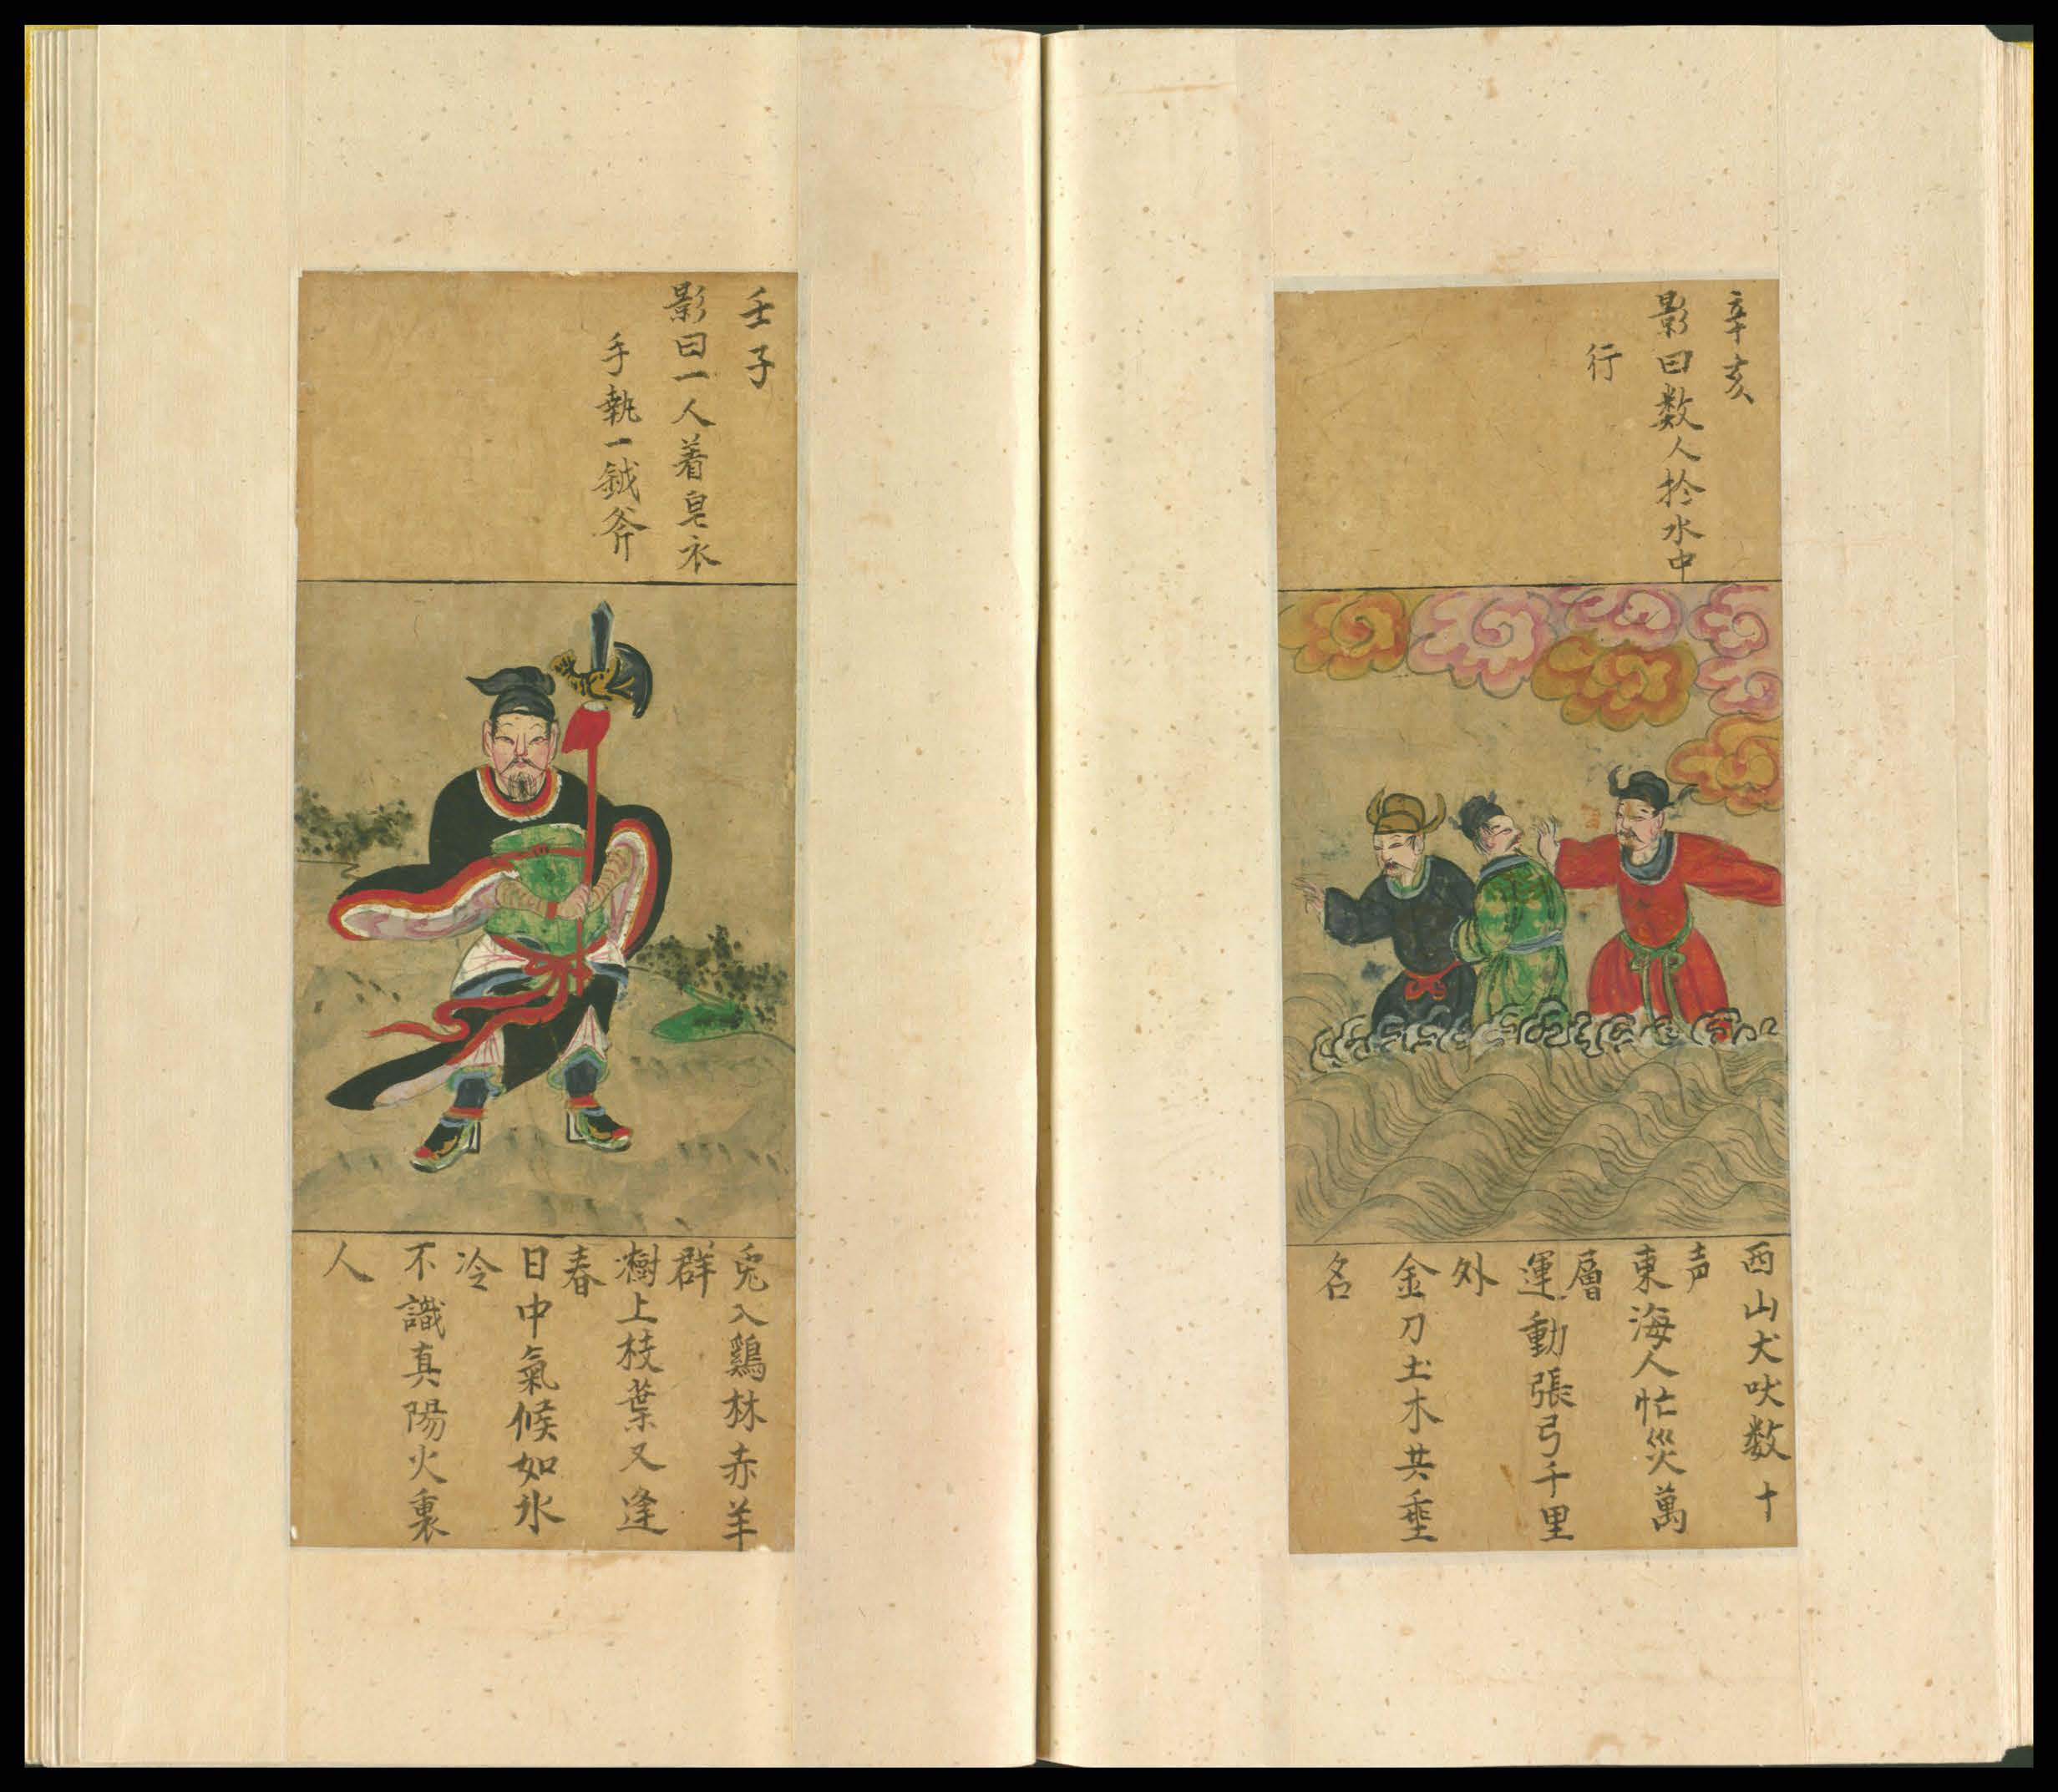 辛亥
影曰数人扵水中
行
西山犬吠数十
声
東海人忙災萬
層
運動張弓千里
外
金刀土木共垂
名
壬子
影曰一人着皂衣
手執一鉞斧
兎入鷄林赤羊
群
樹上枝葉又逢
春
日中氣候如氷
冷
不識真陽火裏
人